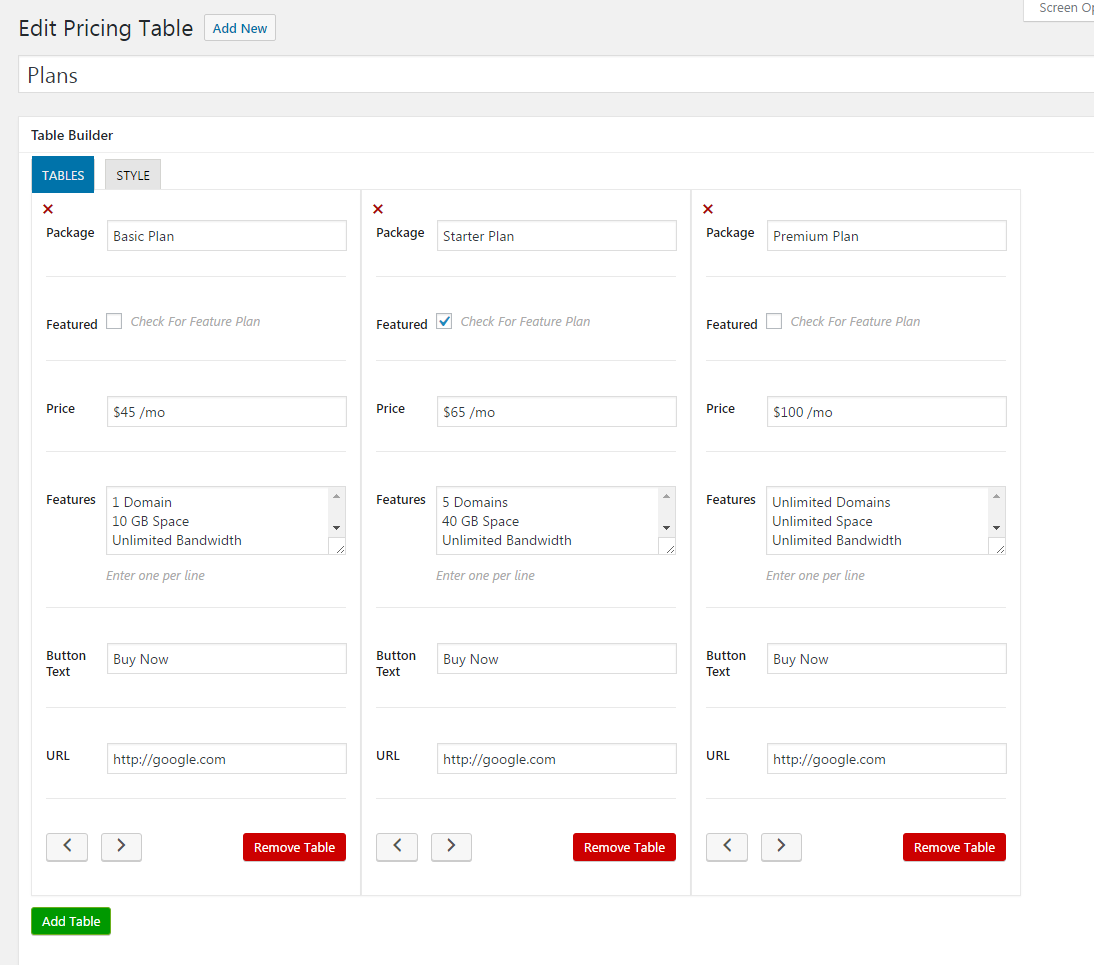 Screen Op
Edit Pricing Table Add New
Plans
Table Builder
TABLES STYLE
Package Basic Plan
Featured Check For Feature Plan
Price $45 /mo
Features 1 Domain
10 GB Space
Unlimited Bandwidth
Enter one per line
Button Text Buy Now
URL http://google.com
Remove Table
Package Starter Plan
Featured Check For Feature Plan
Price $65 /mo
Features 5 Domains
40 GB Space
Unlimited Bandwidth
Enter one per line
Button Text Buy Now
URL http://google.com
Remove Table
Package Premium Plan
Featured Check For Feature Plan
Price $100 /mo
Features Unlimited Domains
Unlimited Space
Unlimited Bandwidth
Enter one per line
Button Text Buy Now
URL http://google.com
Remove Table
Add Table